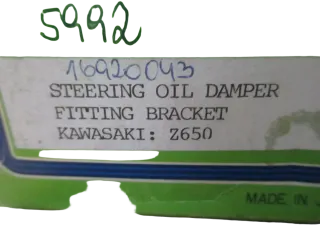 5992
16920043
STEERING OIL DAMPER
FITTING BRACKET
KAWASAKI: Z650
MADE IN J